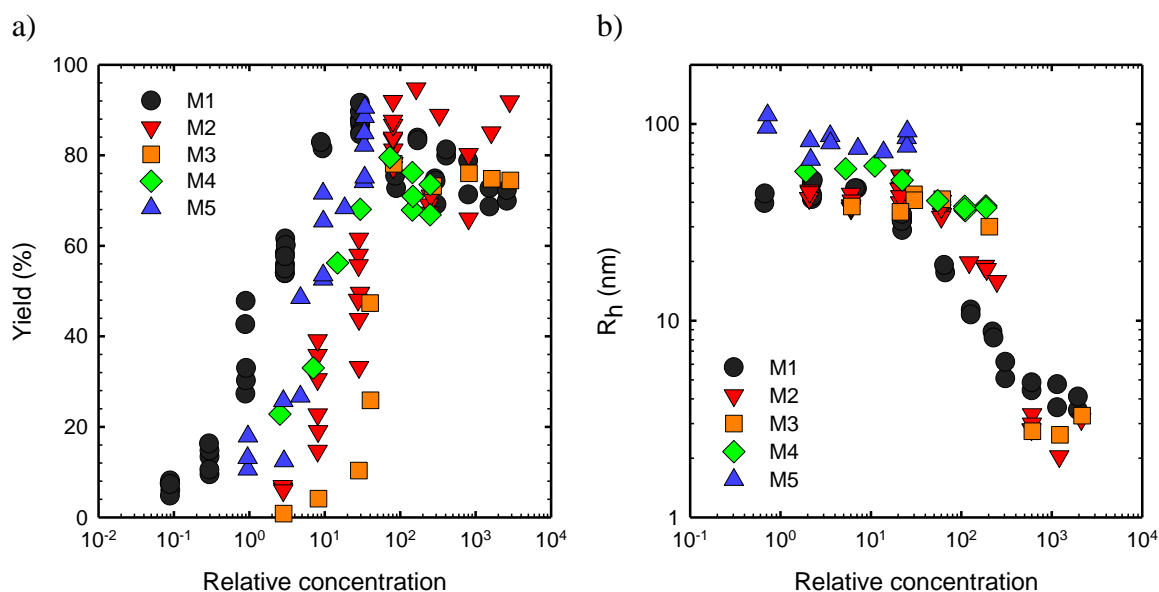 a)
100
80
60
40
20
0
Yield (%)
M1
M2
M3
M4
M5
10-2 10-1 100 101 102 103 104
Relative concentration
b)
100
10
1
Rh (nm)
M1
M2
M3
M4
M5
10-1 100 101 102 103 104
Relative concentration